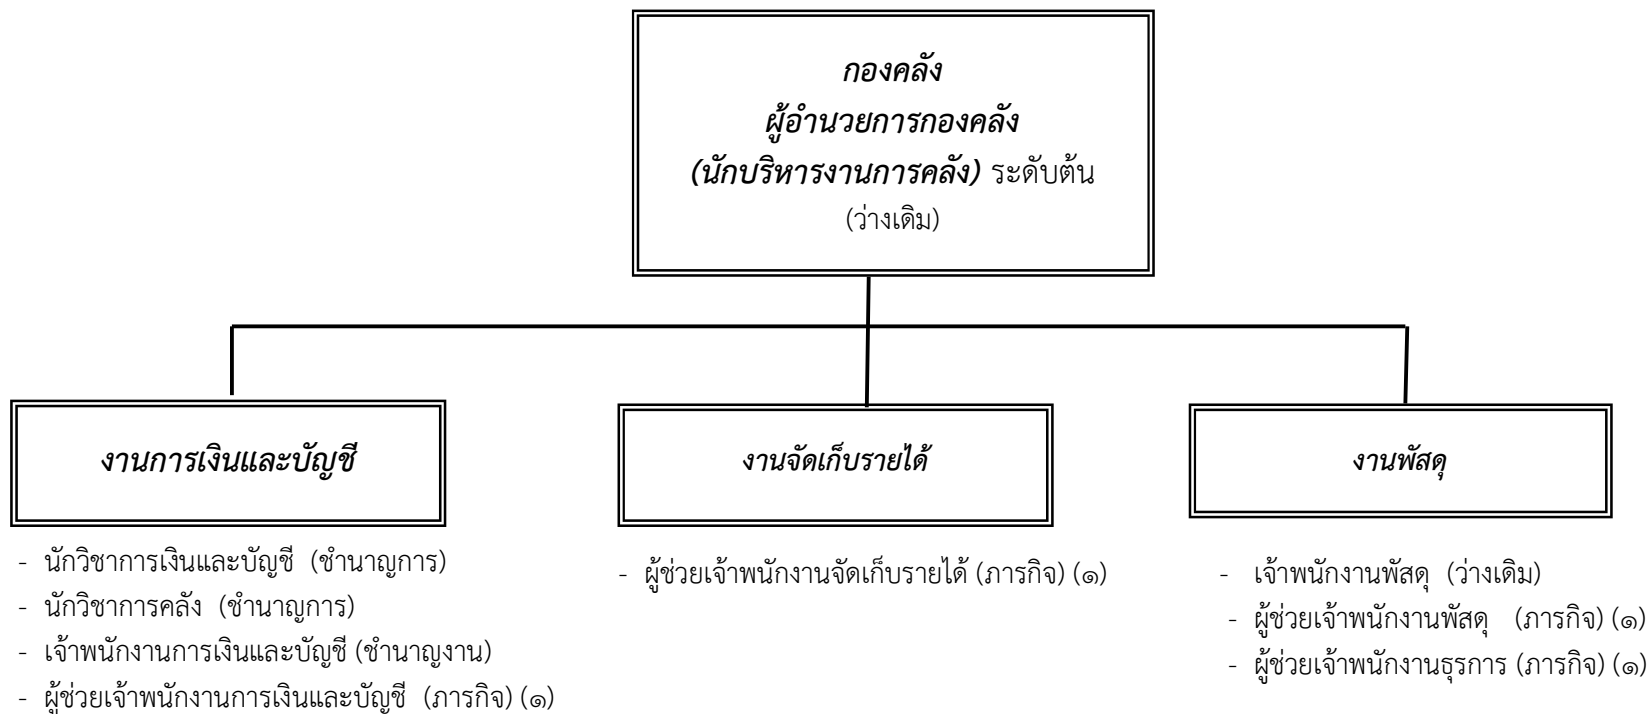 กองคลัง
ผู้อำนวยการกองคลัง
(นักบริหารงานการคลัง) ระดับต้น
(ว่างเดิม)
งานการเงินและบัญชี
- นักวิชาการเงินและบัญชี (ชำนาญการ)
- นักวิชาการคลัง (ชำนาญการ)
- เจ้าพนักงานการเงินและบัญชี (ชำนาญงาน)
- ผู้ช่วยเจ้าพนักงานการเงินและบัญชี (ภารกิจ) (๑)
งานจัดเก็บรายได้
- ผู้ช่วยเจ้าพนักงานจัดเก็บรายได้ (ภารกิจ) (๑)
งานพัสดุ
- เจ้าพนักงานพัสดุ (ว่างเดิม)
- ผู้ช่วยเจ้าพนักงานพัสดุ (ภารกิจ) (๑)
- ผู้ช่วยเจ้าพนักงานธุรการ (ภารกิจ) (๑)